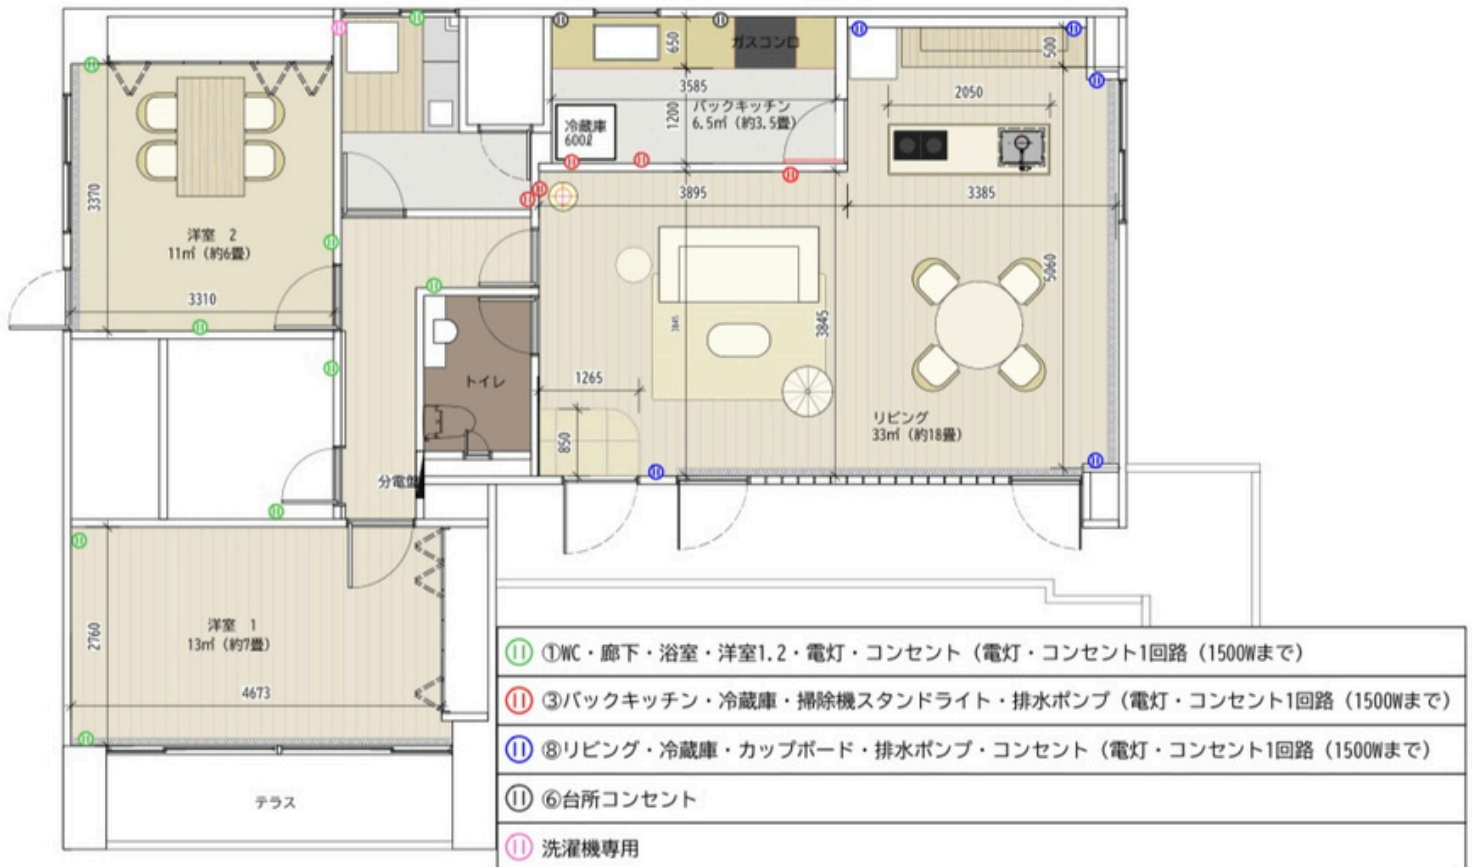 ガスコンロ
650
500
3585
2050
1200
バックキッチン
6.5㎡（約3.5畳）
冷蔵庫
600ℓ
3895
3385
3370
洋室　2
11㎡（約6畳）
3310
5060
3845
3845
トイレ
1265
850
リビング
33㎡（約18畳）
分電盤
洋室　1
13㎡（約7畳）
2760
4673
テラス
①WC・廊下・浴室・洋室1.2・電灯・コンセント（電灯・コンセント1回路（1500Wまで）
③バックキッチン・冷蔵庫・掃除機スタンドライト・排水ポンプ（電灯・コンセント1回路（1500Wまで）
⑧リビング・冷蔵庫・カップボード・排水ポンプ・コンセント（電灯・コンセント1回路（1500Wまで）
⑥台所コンセント
洗濯機専用